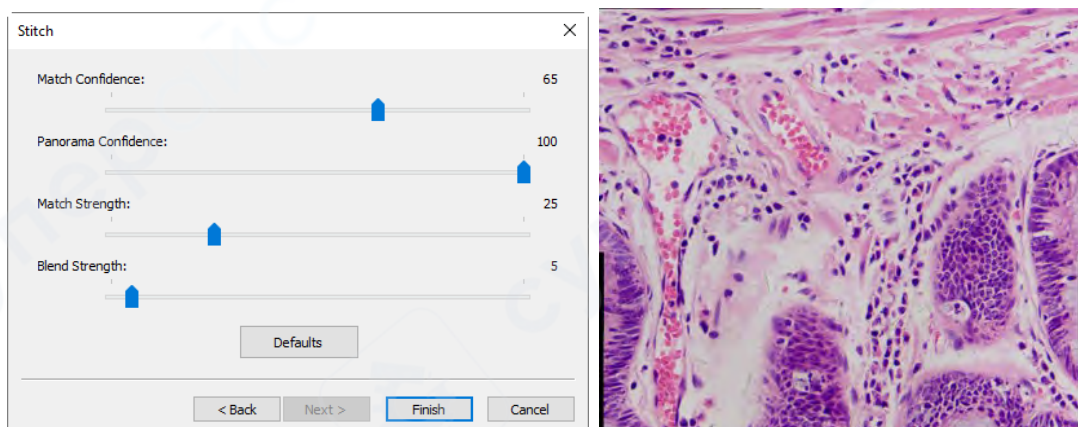 Stitch
Match Confidence: 65
Panorama Confidence: 100
Match Strength: 25
Blend Strength: 5
Defaults
< Back Next > Finish Cancel